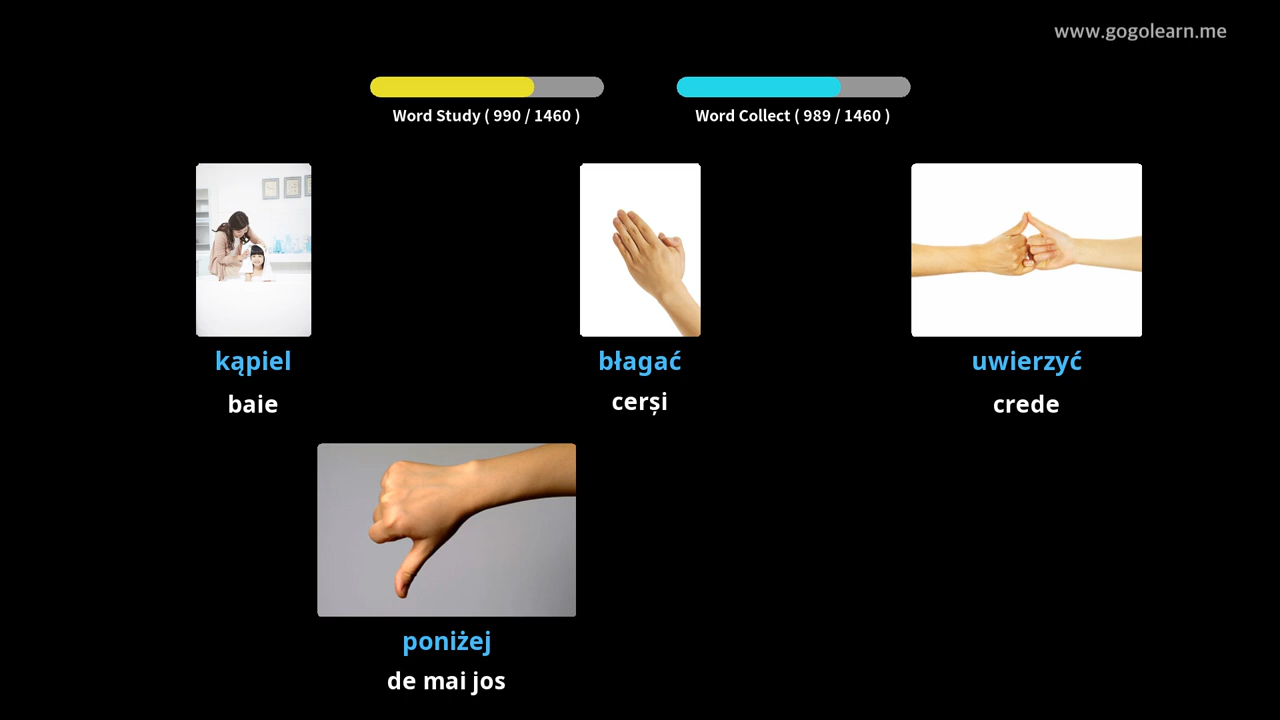 www.gogolearn.me
Word Study ( 990 / 1460 )
Word Collect ( 989 / 1460 )
kąpiel
baie
błagać
cerși
uwierzyć
crede
poniżej
de mai jos